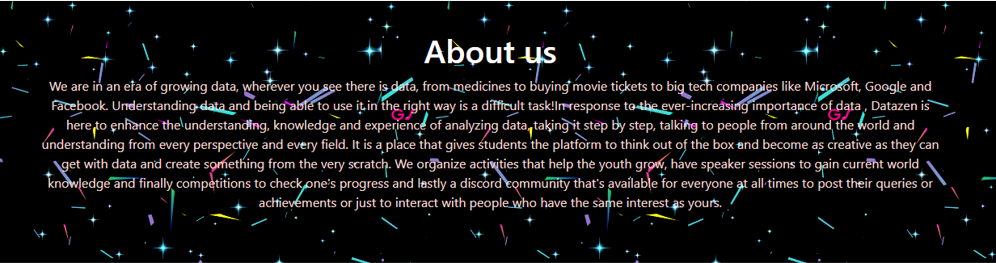 About us
We are in an era of growing data, wherever you see there is data, from medicines to buying movie tickets to big tech companies like Microsoft, Google and
Facebook. Understanding data and being able to use it in the right way is a difficult task!In response to the ever-increasing importance of data , Datazen is
here to enhance the understanding, knowledge and experience of analyzing data, taking it step by step, talking to people from around the world and
understanding from every perspective and every field. It is a place that gives students the platform to think out of the box and become as creative as they can
get with data and create something from the very scratch. We organize activities that help the youth grow, have speaker sessions to gain current world
knowledge and finally competitions to check one's progress and lastly a discord community that's available for everyone at all times to post their queries or
achievements or just to interact with people who have the same interest as yours.